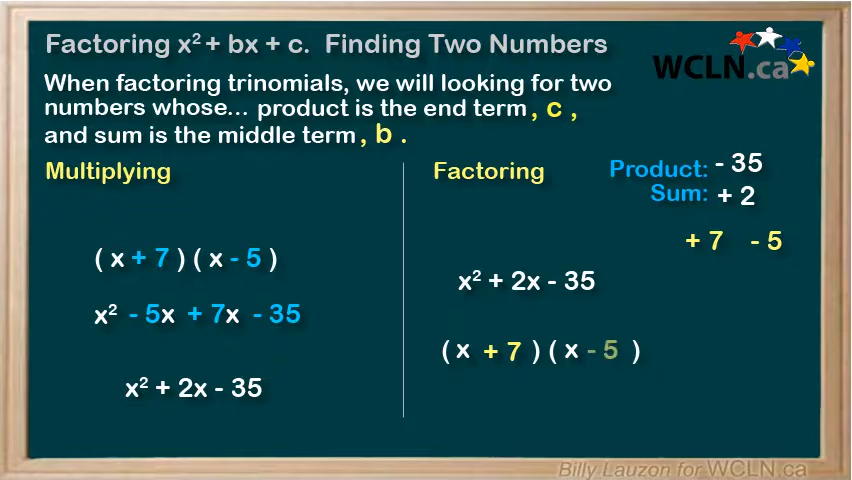 Factoring x² + bx + c. Finding Two Numbers
WCLN.ca
When factoring trinomials, we will looking for two
numbers whose... product is the end term, c,
and sum is the middle term, b.
Multiplying
( x + 7 ) ( x - 5 )
x² - 5x + 7x - 35
x² + 2x - 35
Factoring
Product: - 35
Sum: + 2
+ 7 - 5
x² + 2x - 35
( x + 7 ) ( x - 5 )
Billy Lauzon for WCLN.ca